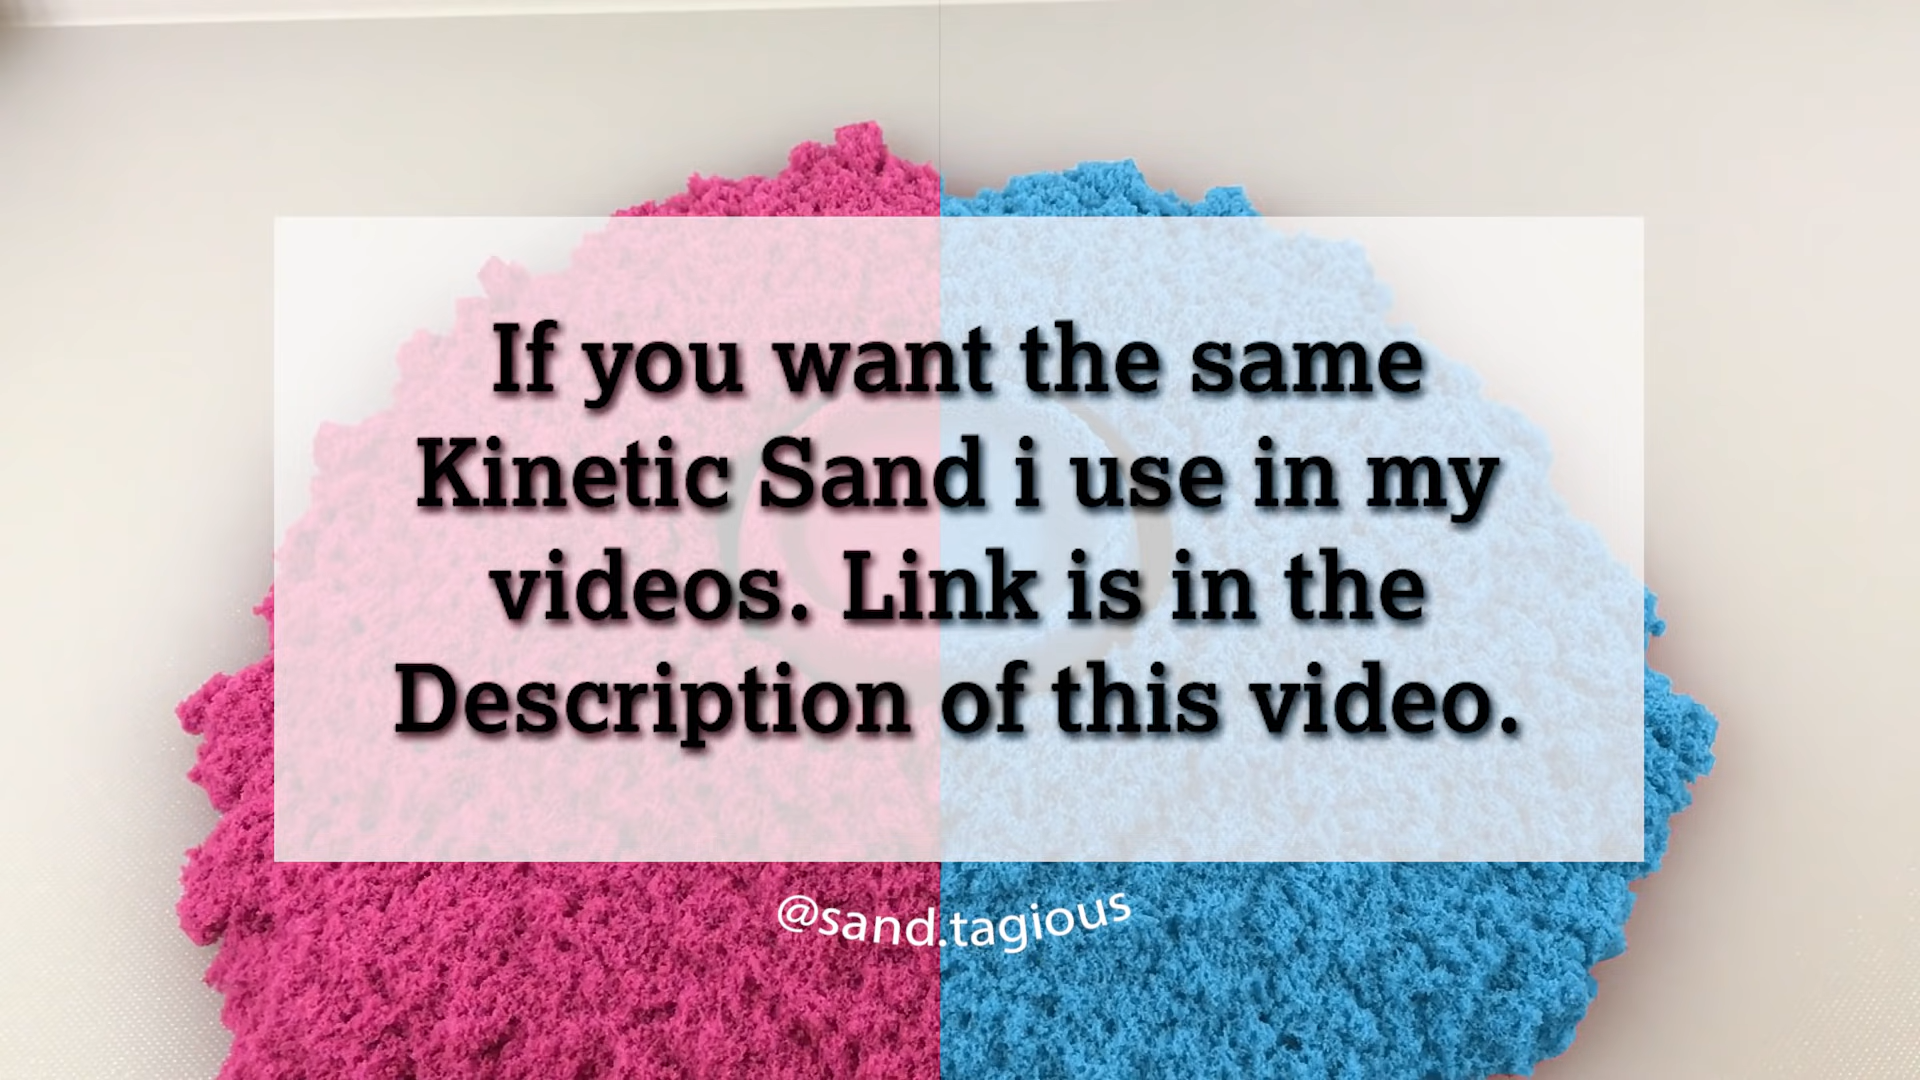 If you want the same
Kinetic Sand i use in my
videos. Link is in the
Description of this video.
@sand.tagious